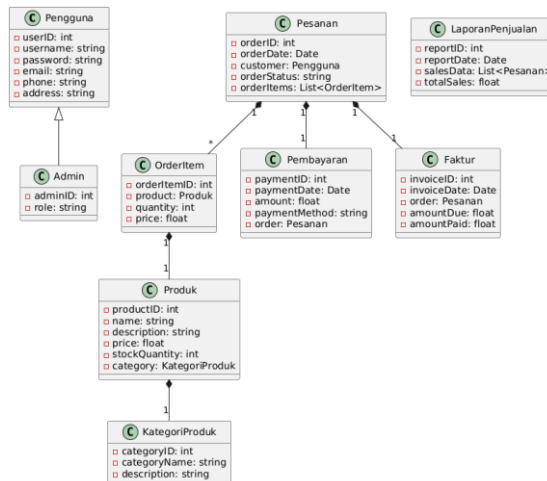 C Pengguna
userID: int
username: string
password: string
email: string
phone: string
address: string
C Admin
adminID: int
role: string
C Pesanan
orderID: int
orderDate: Date
customer: Pengguna
orderStatus: string
orderItems: List<OrderItem>
1 1 1
* 1 1
C LaporanPenjualan
reportID: int
reportDate: Date
salesData: List<Pesanan>
totalSales: float
C OrderItem
orderItemID: int
product: Produk
quantity: int
price: float
1
1
C Pembayaran
paymentID: int
paymentDate: Date
amount: float
paymentMethod: string
order: Pesanan
C Faktur
invoiceID: int
invoiceDate: Date
order: Pesanan
amountDue: float
amountPaid: float
C Produk
productID: int
name: string
description: string
price: float
stockQuantity: int
category: KategoriProduk
1
C KategoriProduk
categoryID: int
categoryName: string
description: string